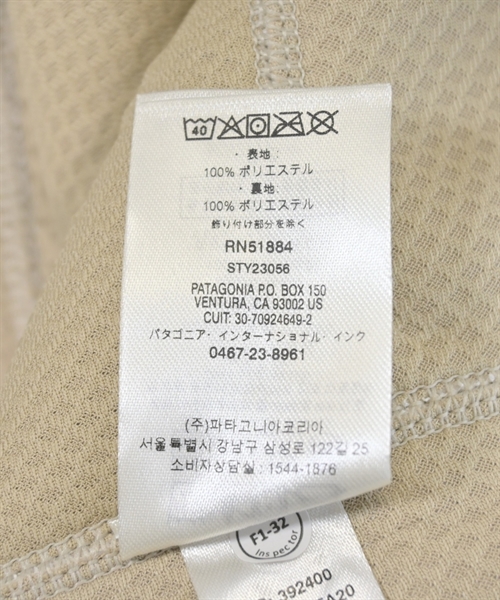 40
・表地:
100% ポリエステル
・裏地:
100% ポリエステル
飾り付け部分を除く
RN51884
STY23056
PATAGONIA P.O. BOX 150
VENTURA, CA 93002 US
CUIT: 30-70924649-2
パタゴニア・インターナショナル・インク
0467-23-8961
(주)파타고니아코리아
서울특별시 강남구 삼성로 122길 25
소비자상담실 : 1544-1876
F1-32
Inspector
392400